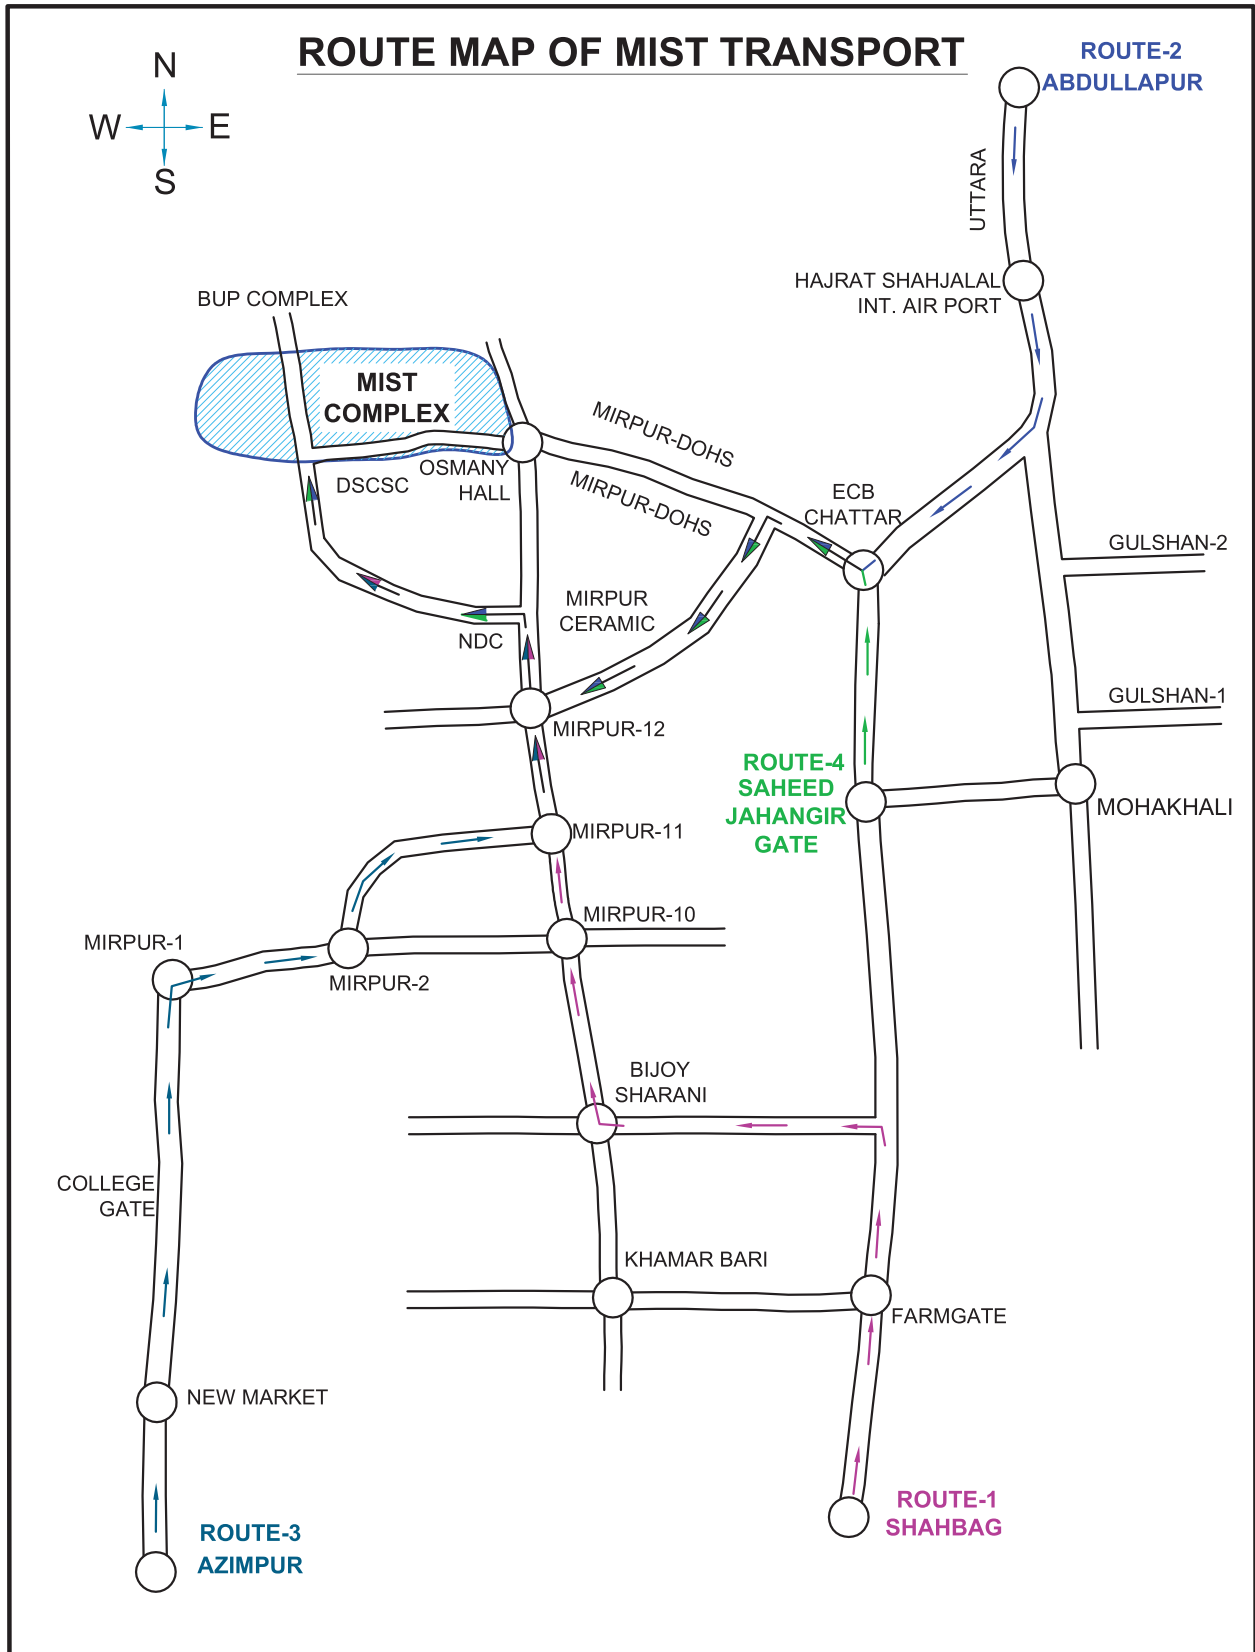 ROUTE MAP OF MIST TRANSPORT
N
W E
S
ROUTE-2
ABDULLAPUR
UTTARA
HAJRAT SHAHJALAL
INT. AIR PORT
BUP COMPLEX
MIST
COMPLEX
MIRPUR-DOHS
MIRPUR-DOHS
OSMANY
HALL
DSCSC
ECB
CHATTAR
GULSHAN-2
MIRPUR
CERAMIC
NDC
GULSHAN-1
MIRPUR-12
ROUTE-4
SAHEED
JAHANGIR
GATE
MOHAKHALI
MIRPUR-11
MIRPUR-10
MIRPUR-1
MIRPUR-2
BIJOY
SHARANI
COLLEGE
GATE
KHAMAR BARI
FARMGATE
NEW MARKET
ROUTE-1
SHAHBAG
ROUTE-3
AZIMPUR